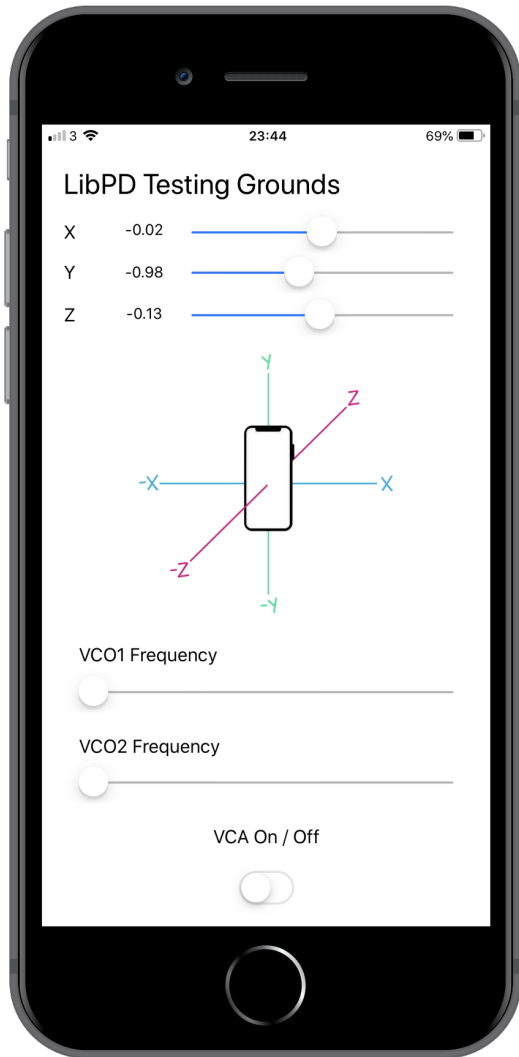 3 23:44 69%
LibPD Testing Grounds
X -0.02
Y -0.98
Z -0.13
Y
Z
-X X
-Z
-Y
VCO1 Frequency
VCO2 Frequency
VCA On / Off